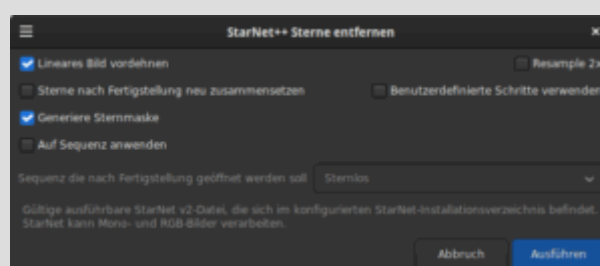 StarNet++ Sterne entfernen
Lineares Bild vordehnen
Resample 2x
Sterne nach Fertigstellung neu zusammensetzen
Benutzerdefinierte Schritte verwenden
Generiere Sternmaske
Auf Sequenz anwenden
Sequenz die nach Fertigstellung geöffnet werden soll
Sternlos
Gültige ausführbare StarNet v2-Datei, die sich im konfigurierten StarNet-Installationsverzeichnis befindet.
StarNet kann Mono- und RGB-Bilder verarbeiten.
Abbruch
Ausführen